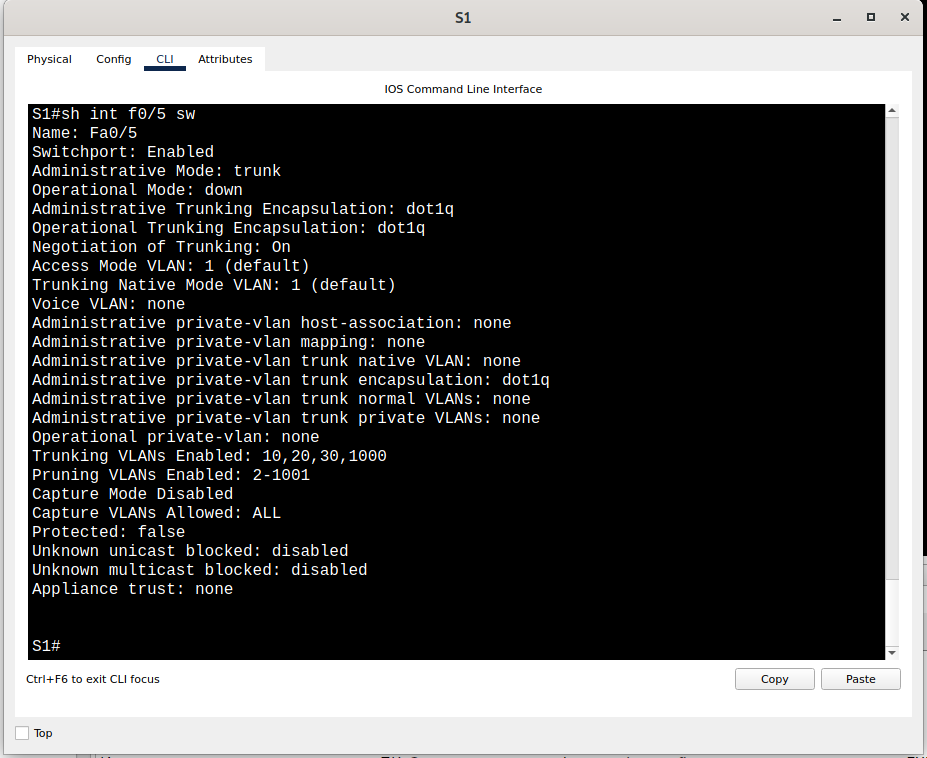 S1
Physical Config CLI Attributes
IOS Command Line Interface
S1#sh int f0/5 sw
Name: Fa0/5
Switchport: Enabled
Administrative Mode: trunk
Operational Mode: down
Administrative Trunking Encapsulation: dot1q
Operational Trunking Encapsulation: dot1q
Negotiation of Trunking: On
Access Mode VLAN: 1 (default)
Trunking Native Mode VLAN: 1 (default)
Voice VLAN: none
Administrative private-vlan host-association: none
Administrative private-vlan mapping: none
Administrative private-vlan trunk native VLAN: none
Administrative private-vlan trunk encapsulation: dot1q
Administrative private-vlan trunk normal VLANs: none
Administrative private-vlan trunk private VLANs: none
Operational private-vlan: none
Trunking VLANs Enabled: 10,20,30,1000
Pruning VLANs Enabled: 2-1001
Capture Mode Disabled
Capture VLANs Allowed: ALL
Protected: false
Unknown unicast blocked: disabled
Unknown multicast blocked: disabled
Appliance trust: none
S1#
Ctrl+F6 to exit CLI focus
Copy Paste
Top